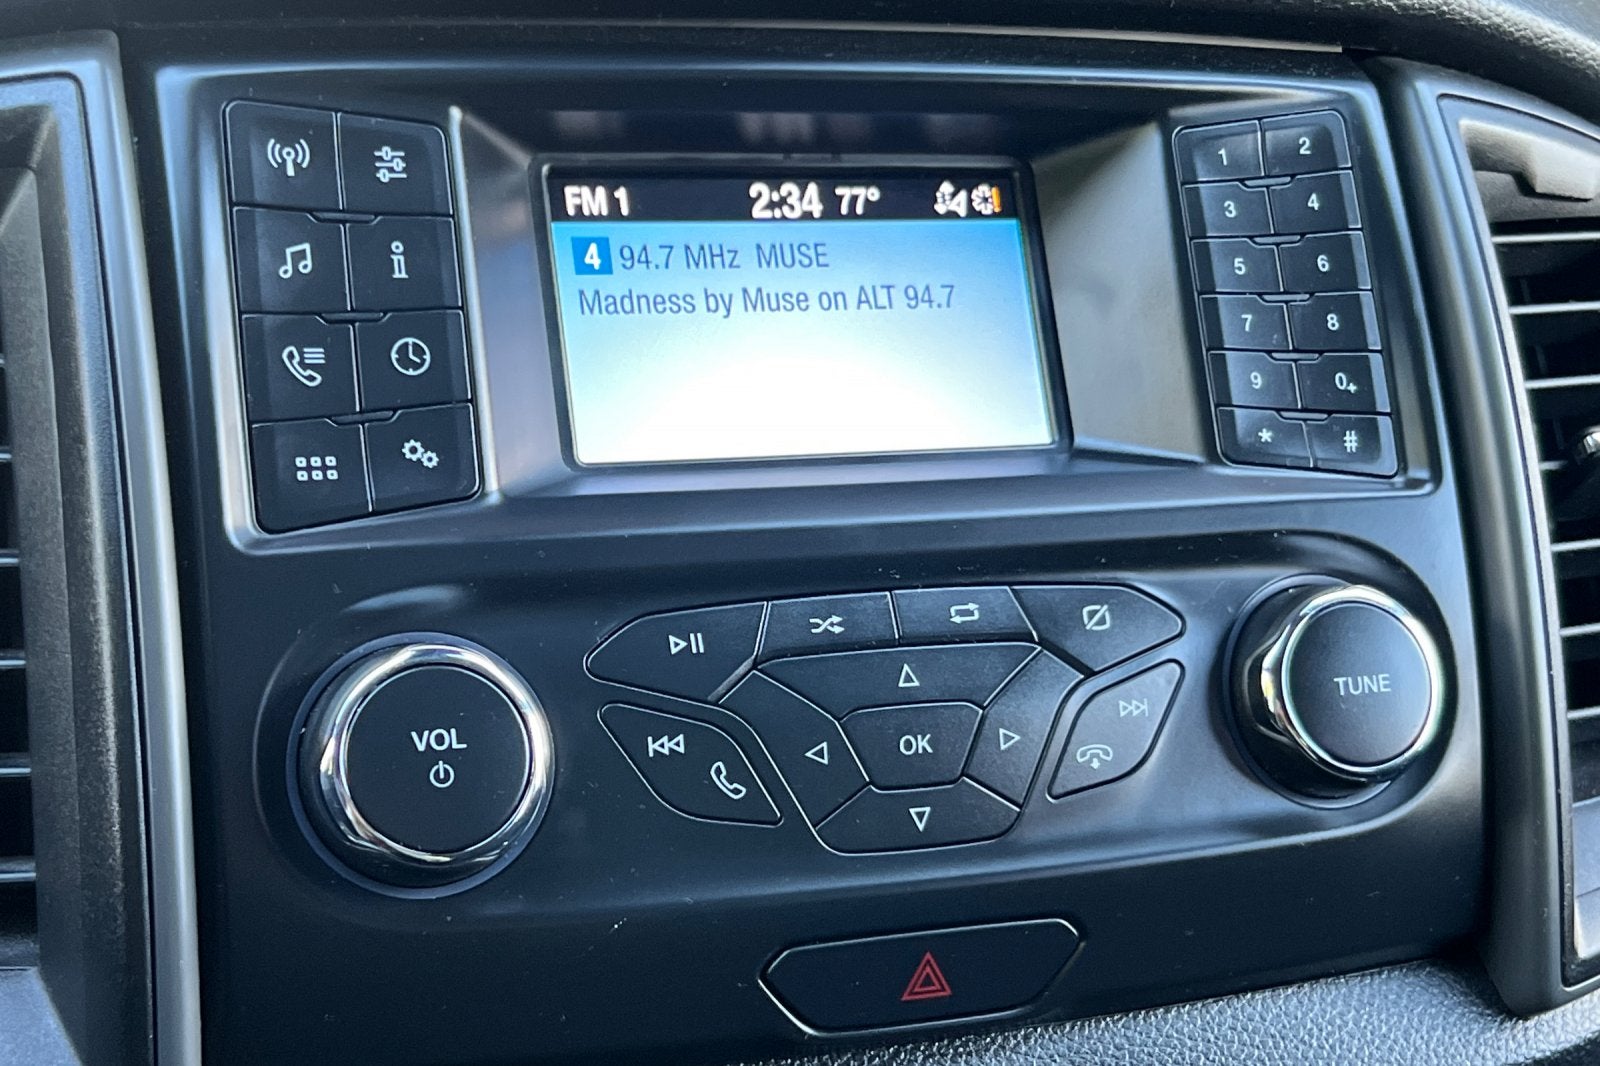 FM 1 2:34 77°
4 94.7 MHz MUSE
Madness by Muse on ALT 94.7
1 2
3 4
5 6
7 8
9 0+
* #
VOL
OK
TUNE